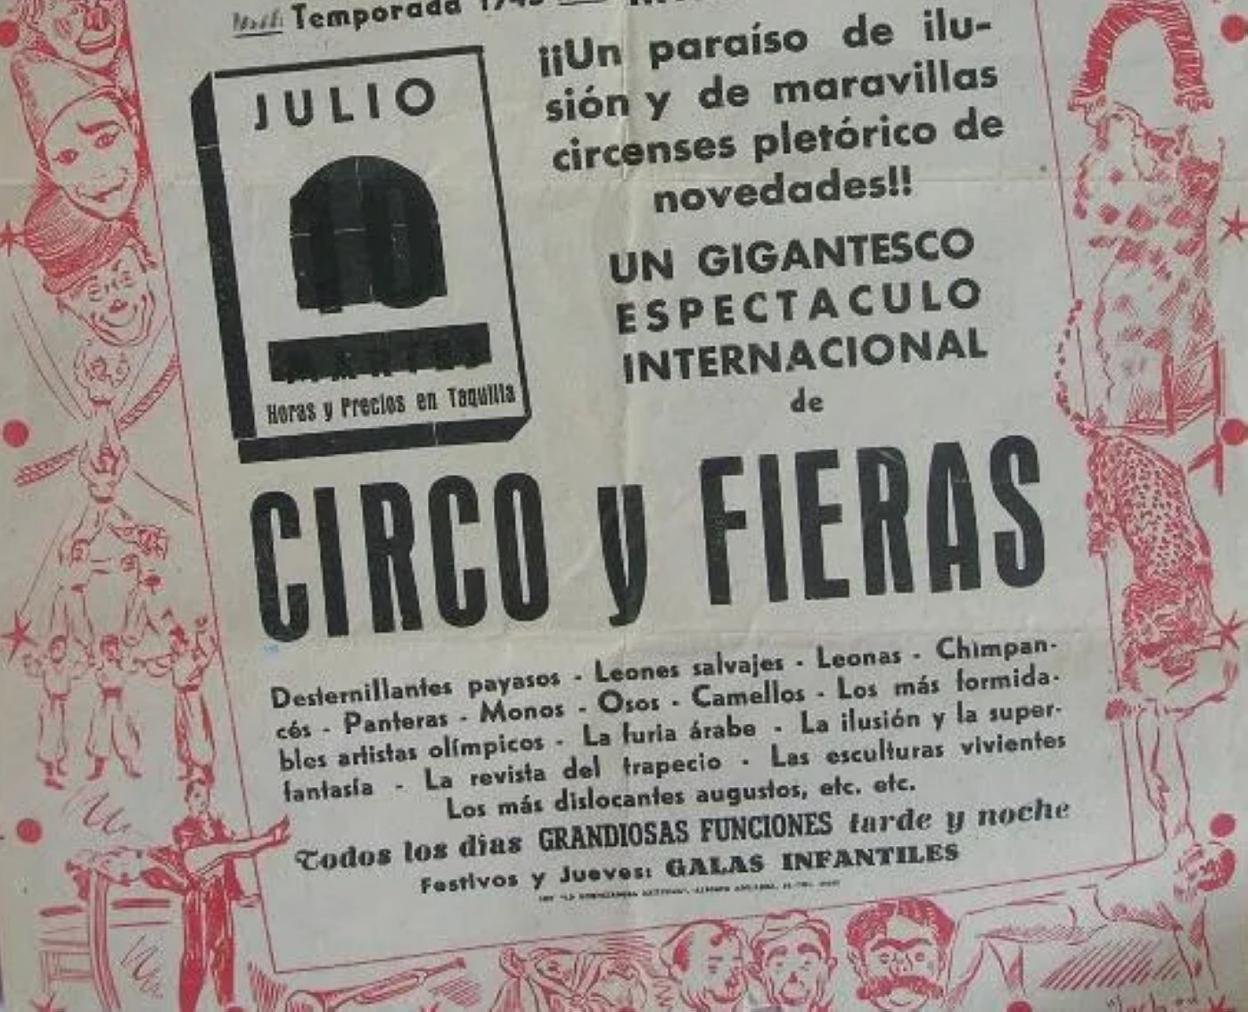 Temporada
JULIO
Horas y Precios en Taquilla
¡¡Un paraíso de ilu-
sión y de maravillas
circenses pletórico de
novedades!!
UN GIGANTESCO
ESPECTACULO
INTERNACIONAL
de
CIRCO y FIERAS
Desternillantes payasos - Leones salvajes - Leonas - Chimpan-
cés - Panteras - Monos - Osos - Camellos - Los más formida-
bles artistas olímpicos - La furia árabe - La ilusión y la super-
fantasía - La revista del trapecio - Las esculturas vivientes
Los más dislocantes augustos, etc. etc.
Todos los dias GRANDIOSAS FUNCIONES tarde y noche
Festivos y Jueves: GALAS INFANTILES